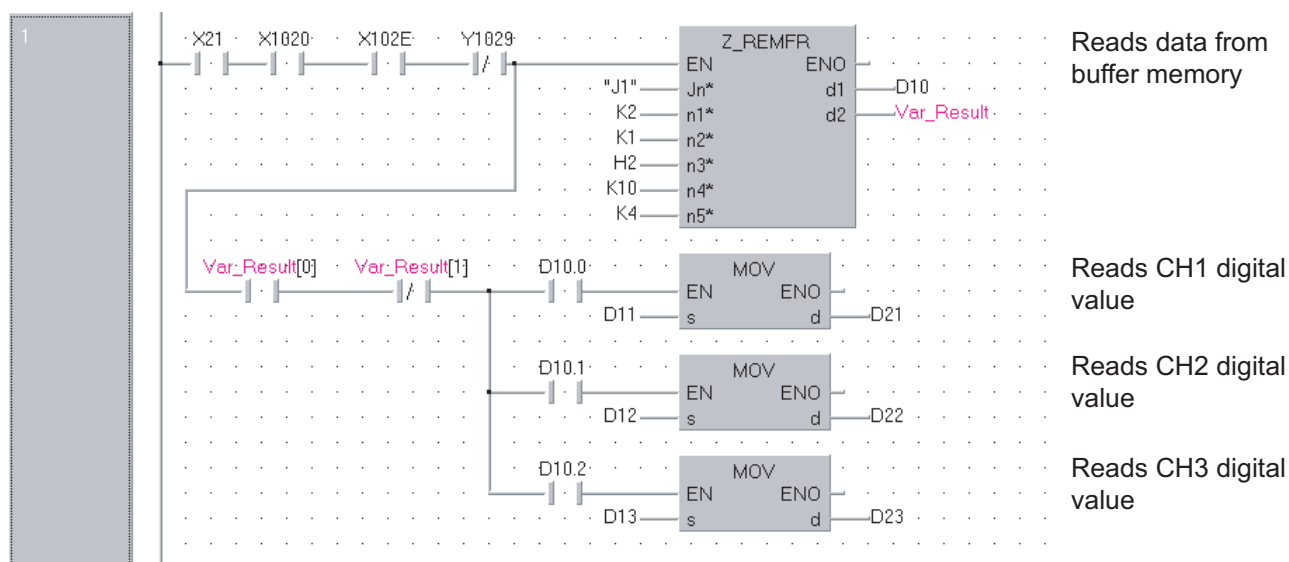 1
X21 X1020 X102E Y1029
Z_REMFR
EN ENO
"J1" Jn* d1 D10
K2 n1* d2 Var_Result
K1 n2*
H2 n3*
K10 n4*
K4 n5*
Reads data from
buffer memory
Var_Result[0] Var_Result[1] D10.0
MOV
EN ENO
D11 s d D21
Reads CH1 digital
value
D10.1
MOV
EN ENO
D12 s d D22
Reads CH2 digital
value
D10.2
MOV
EN ENO
D13 s d D23
Reads CH3 digital
value